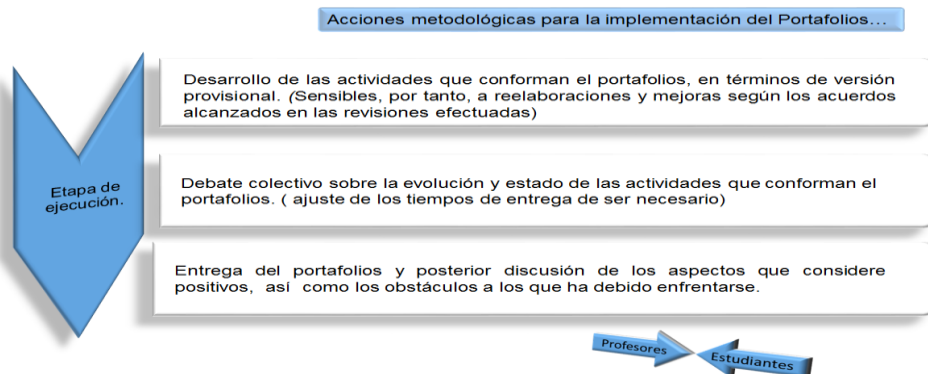 Acciones metodológicas para la implementación del Portafolios…
Desarrollo de las actividades que conforman el portafolios, en términos de versión
provisional. (Sensibles, por tanto, a reelaboraciones y mejoras según los acuerdos
alcanzados en las revisiones efectuadas)
Etapa de
ejecución.
Debate colectivo sobre la evolución y estado de las actividades que conforman el
portafolios. ( ajuste de los tiempos de entrega de ser necesario)
Entrega del portafolios y posterior discusión de los aspectos que considere
positivos, así como los obstáculos a los que ha debido enfrentarse.
Profesores
Estudiantes